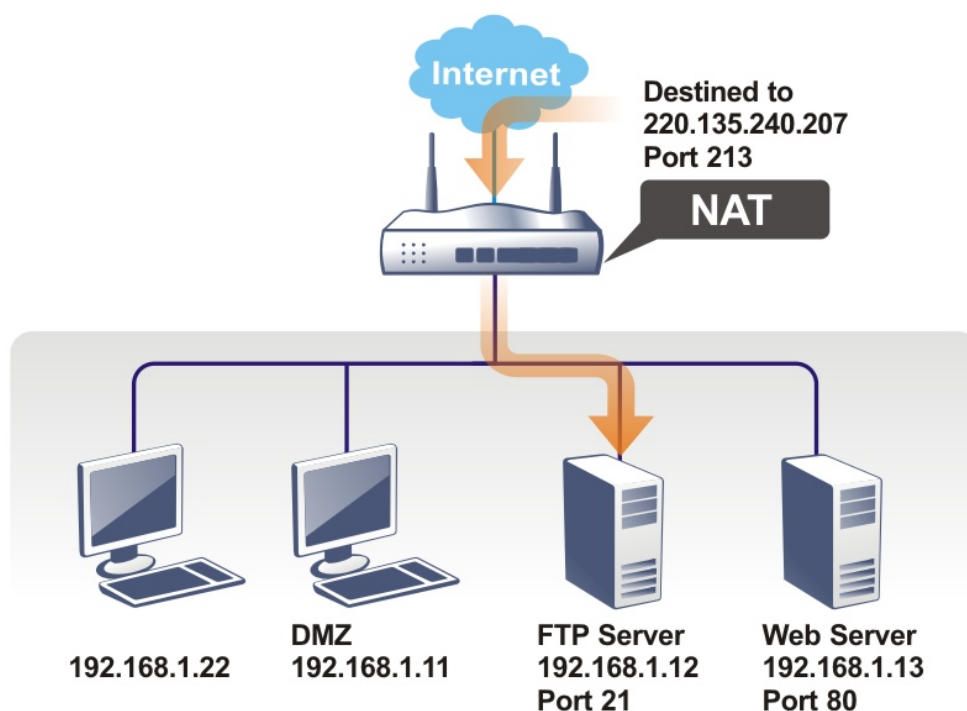 Internet
Destined to
220.135.240.207
Port 213
NAT
192.168.1.22
DMZ
192.168.1.11
FTP Server
192.168.1.12
Port 21
Web Server
192.168.1.13
Port 80